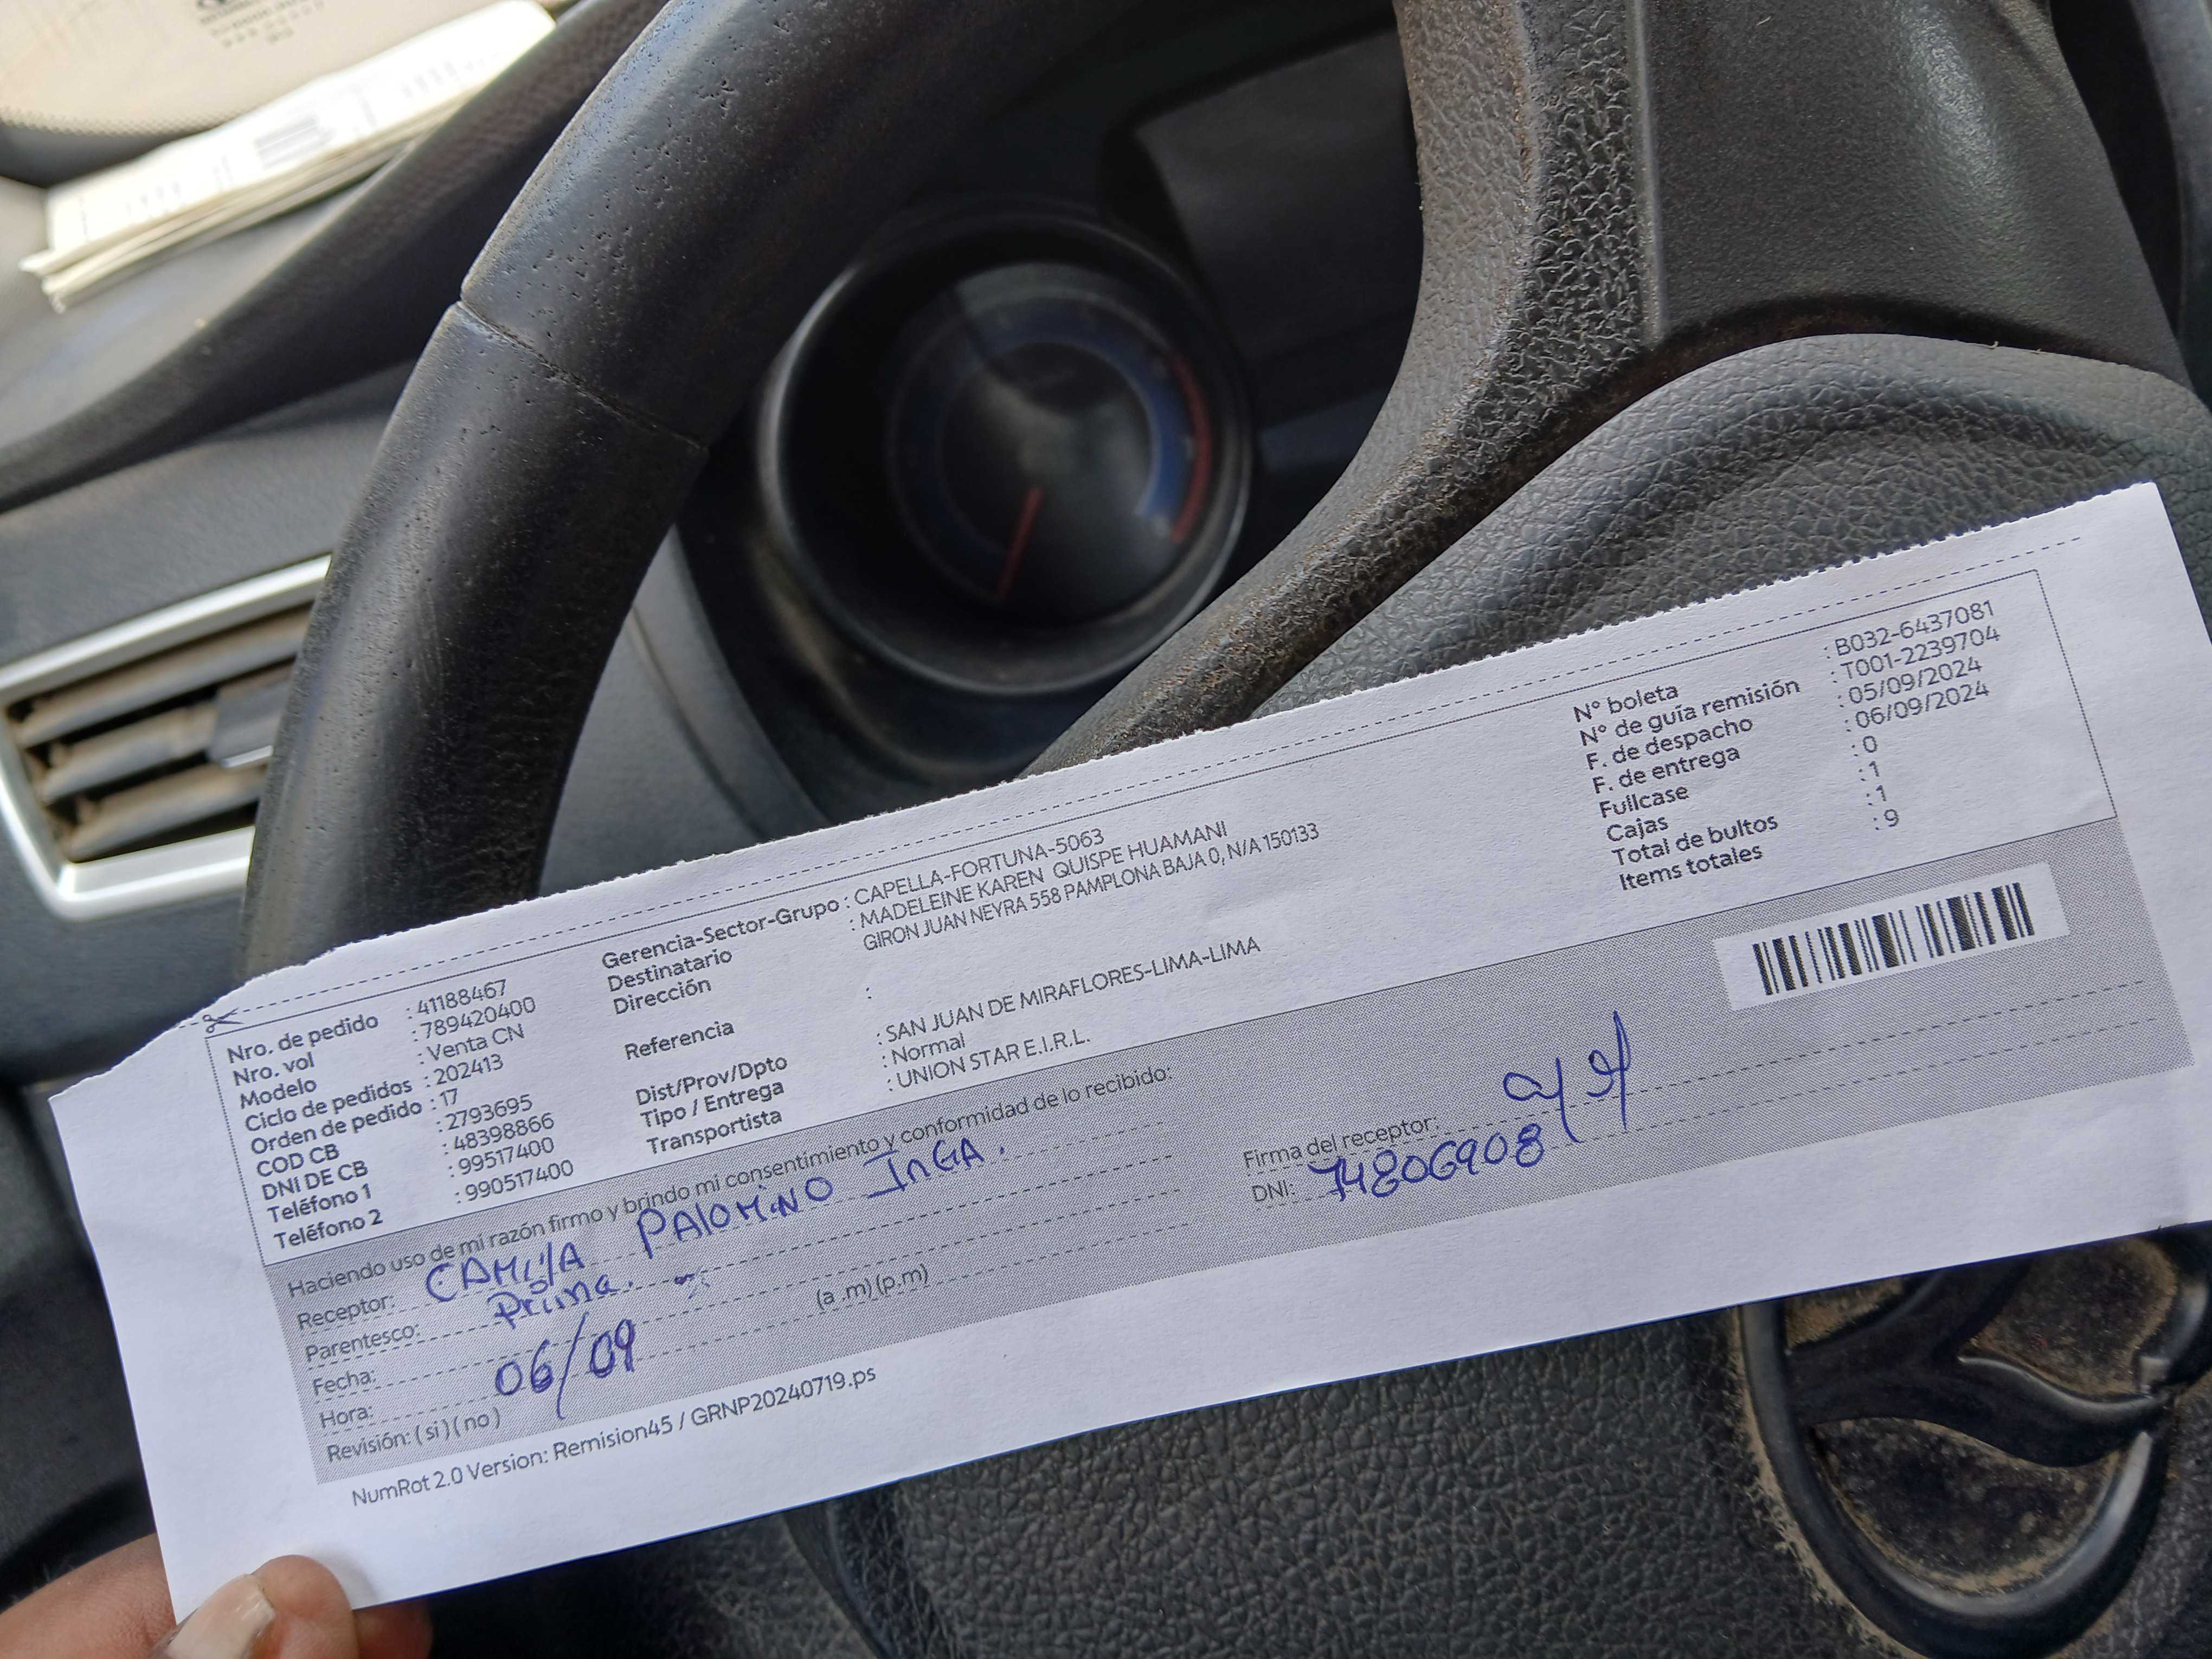 Nro. de pedido : 41188467
Nro. vol : 789420400
Modelo : Venta CN
Ciclo de pedidos : 202413
Orden de pedido : 17
COD CB : 2793695
DNI DE CB : 48398866
Teléfono 1 : 99517400
Teléfono 2 : 990517400
Gerencia-Sector-Grupo : CAPELLA-FORTUNA-5063
Destinatario : MADELEINE KAREN QUISPE HUAMANI
Dirección GIRON JUAN NEYRA 558 PAMPLONA BAJA 0, N/A 150133
Referencia :
Dist/Prov/Dpto : SAN JUAN DE MIRAFLORES-LIMA-LIMA
Tipo / Entrega : Normal
Transportista : UNION STAR E.I.R.L.
N° boleta : B032-6437081
N° de guía remisión : T001-2239704
F. de despacho : 05/09/2024
F. de entrega : 06/09/2024
Fullcase : 0
Cajas : 1
Total de bultos : 1
Items totales : 9
Haciendo uso de mi razón firmo y brindo mi consentimiento y conformidad de lo recibido:
Receptor: CAMilA PAlOMiNO InGA.
Parentesco: Prima.
Fecha: 06/09
Hora: (a .m) (p.m)
Revisión: ( si ) ( no )
Firma del receptor:
DNI: 74806908
NumRot 2.0 Version: Remision45 / GRNP20240719.ps